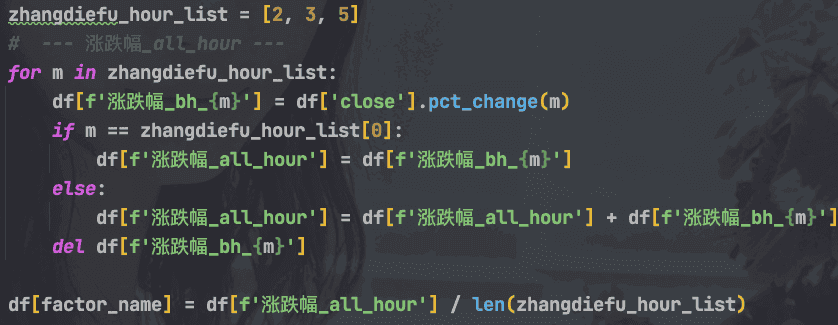 zhangdiefu_hour_list = [2, 3, 5]
#  --- 涨跌幅_all_hour ---
for m in zhangdiefu_hour_list:
    df[f'涨跌幅_bh_{m}'] = df['close'].pct_change(m)
    if m == zhangdiefu_hour_list[0]:
        df[f'涨跌幅_all_hour'] = df[f'涨跌幅_bh_{m}']
    else:
        df[f'涨跌幅_all_hour'] = df[f'涨跌幅_all_hour'] + df[f'涨跌幅_bh_{m}']
    del df[f'涨跌幅_bh_{m}']
df[factor_name] = df[f'涨跌幅_all_hour'] / len(zhangdiefu_hour_list)